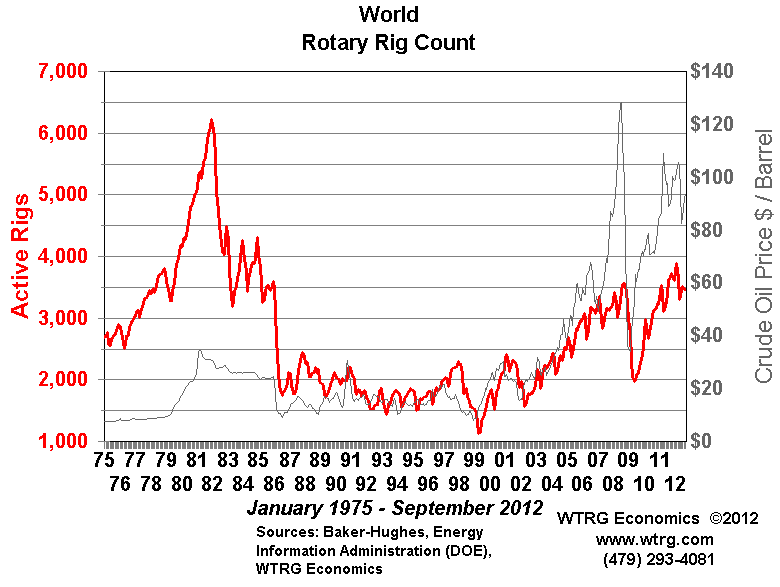 World
Rotary Rig Count
7,000
6,000
5,000
4,000
3,000
2,000
1,000
Active Rigs
$140
$120
$100
$80
$60
$40
$20
$0
Crude Oil Price $ / Barrel
75 77 79 81 83 85 87 89 91 93 95 97 99 01 03 05 07 09 11
76 78 80 82 84 86 88 90 92 94 96 98 00 02 04 06 08 10 12
January 1975 - September 2012
Sources: Baker-Hughes, Energy
Information Administration (DOE),
WTRG Economics
WTRG Economics ©2012
www.wtrg.com
(479) 293-4081